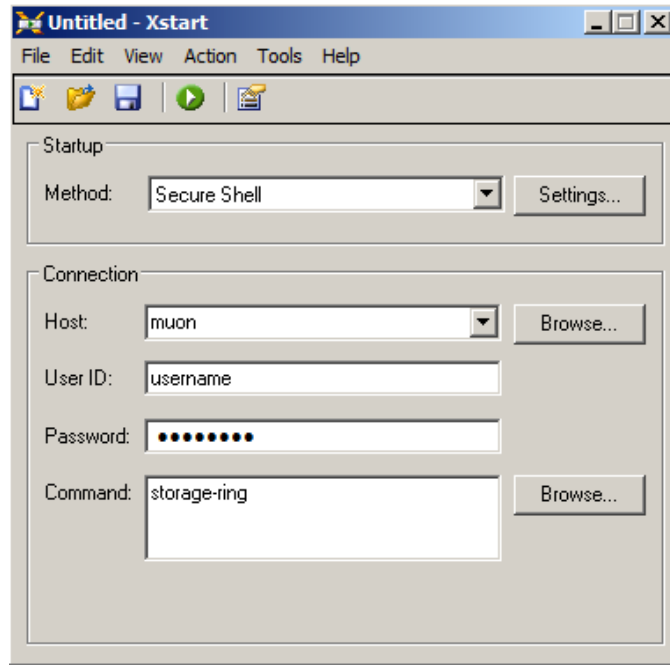 Untitled - Xstart
File Edit View Action Tools Help
Startup
Method: Secure Shell Settings...
Connection
Host: muon Browse...
User ID: username
Password: ●●●●●●●●
Command: storage-ring Browse...